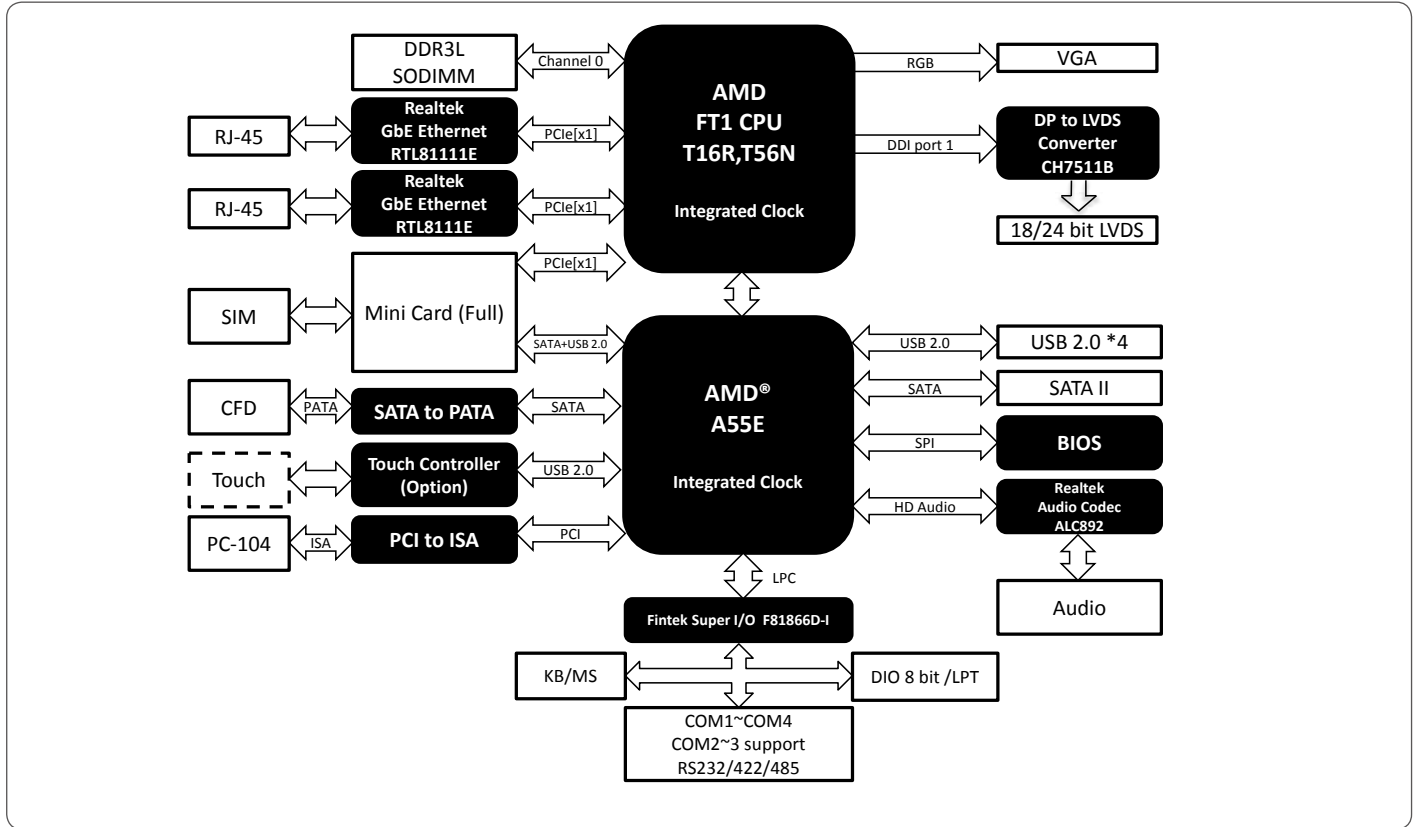 DDR3L
SODIMM
Channel 0
AMD
FT1 CPU
T16R,T56N
Integrated Clock
RGB
VGA
RJ-45
Realtek
GbE Ethernet
RTL81111E
PCIe[x1]
DDI port 1
DP to LVDS
Converter
CH7511B
RJ-45
Realtek
GbE Ethernet
RTL8111E
PCIe[x1]
18/24 bit LVDS
SIM
Mini Card (Full)
PCIe[x1]
SATA+USB 2.0
AMD®
A55E
Integrated Clock
USB 2.0
USB 2.0 *4
CFD
PATA
SATA to PATA
SATA
SATA
SATA II
Touch
Touch Controller
(Option)
USB 2.0
SPI
BIOS
PC-104
ISA
PCI to ISA
PCI
HD Audio
Realtek
Audio Codec
ALC892
Audio
LPC
Fintek Super I/O F81866D-I
KB/MS
DIO 8 bit /LPT
COM1~COM4
COM2~3 support
RS232/422/485